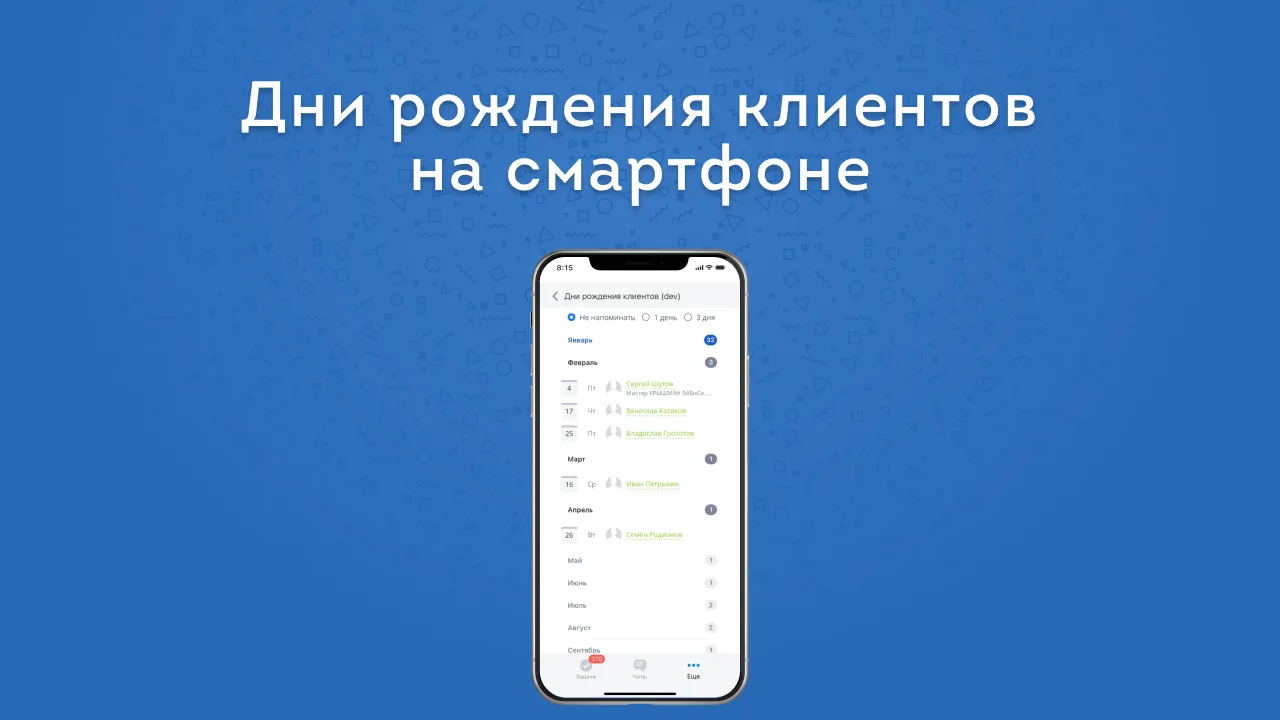 Дни рождения клиентов
на смартфоне
8:15
Дни рождения клиентов (dev)
Не напоминать 1 день 3 дня
Январь 32
Февраль 3
4 Пт Сергей Шутов
Мистер КРЫШМАН ЭйБиСи, ...
17 Чт Вячеслав Косяков
25 Пт Владислав Грохотов
Март 1
16 Ср Иван Петрыкин
Апрель 1
26 Вт Семён Родионов
Май 1
Июнь 1
Июль
Август 2
Сентябрь 1
370
Задачи Чаты Еще